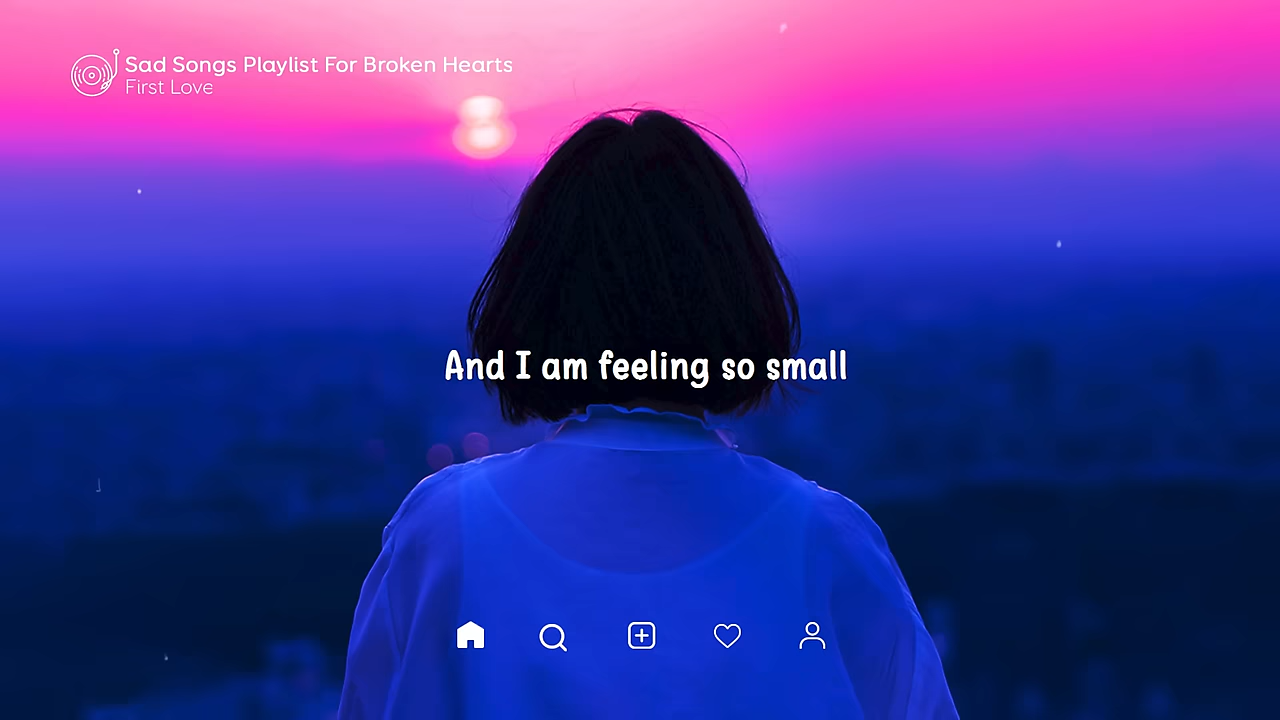 Sad Songs Playlist For Broken Hearts
First Love
And I am feeling so small